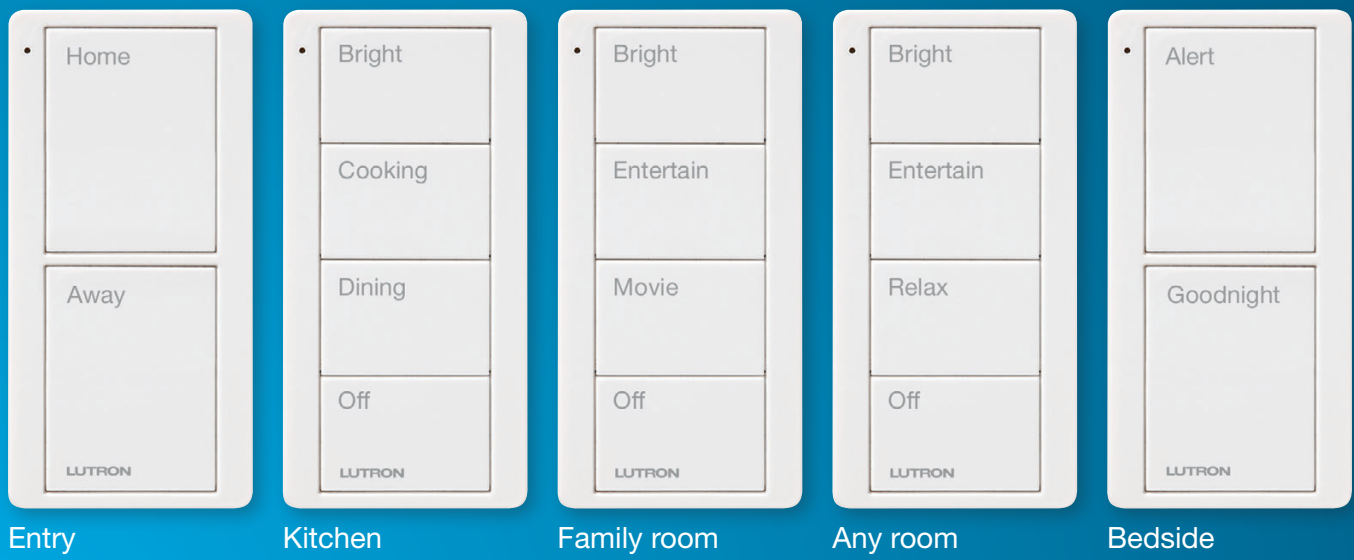 Home
Away
LUTRON
Entry
Bright
Cooking
Dining
Off
LUTRON
Kitchen
Bright
Entertain
Movie
Off
LUTRON
Family room
Bright
Entertain
Relax
Off
LUTRON
Any room
Alert
Goodnight
LUTRON
Bedside